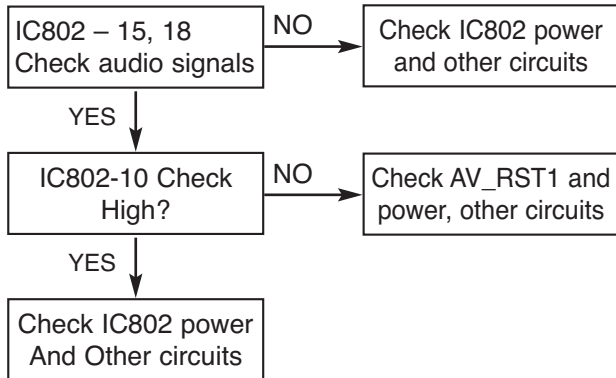 IC802 – 15, 18
Check audio signals
NO
Check IC802 power
and other circuits
YES
IC802-10 Check
High?
NO
Check AV_RST1 and
power, other circuits
YES
Check IC802 power
And Other circuits